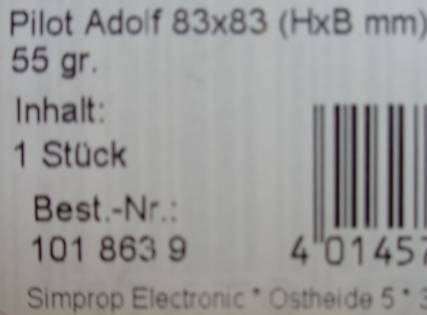 Pilot Adolf 83x83 (HxB mm)
55 gr.
Inhalt:
1 Stück
Best.-Nr.:
101 863 9
4 01457
Simprop Electronic * Ostheide 5 * 3